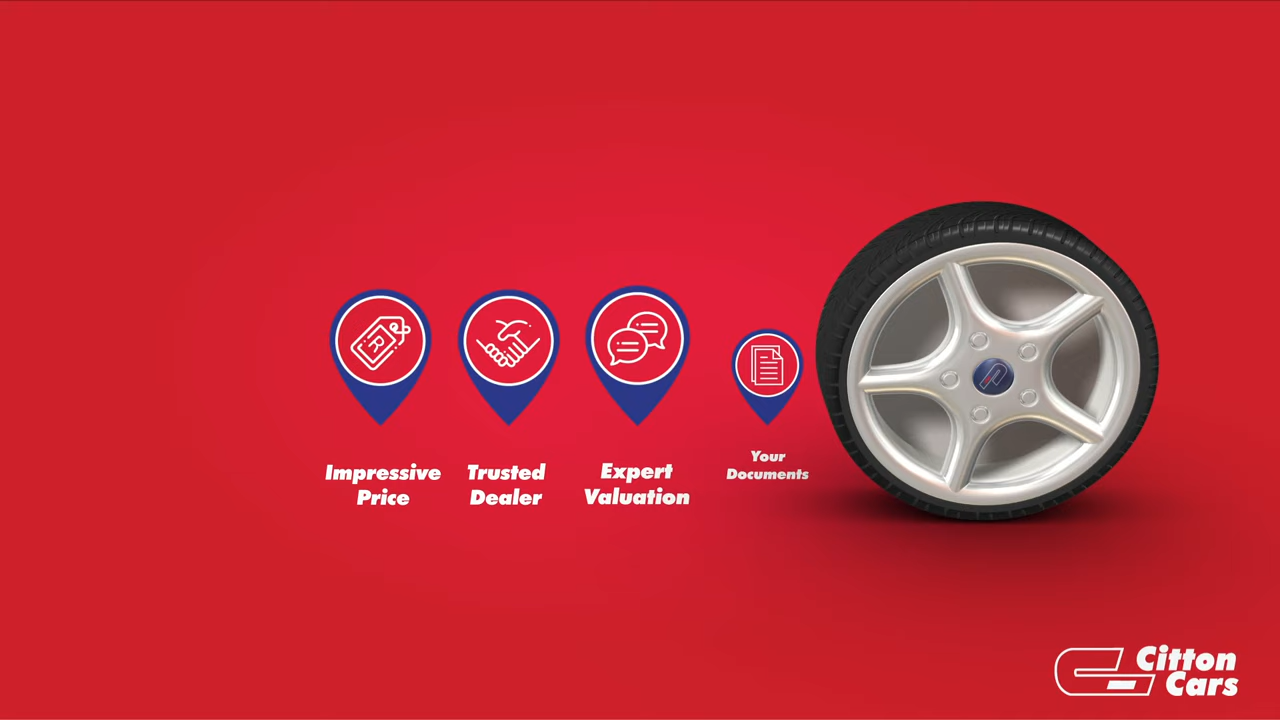 Impressive
Price
Trusted
Dealer
Expert
Valuation
Your
Documents
R
Citton
Cars